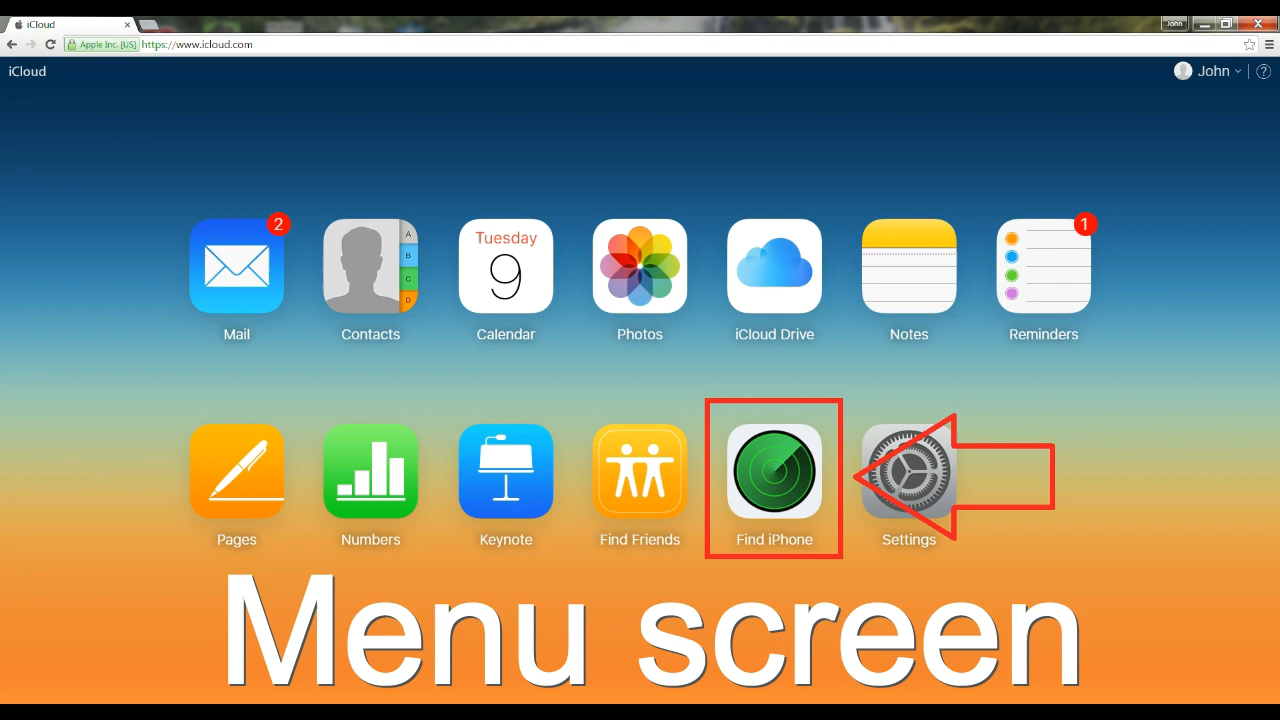 iCloud
John
Apple Inc. [US] https://www.icloud.com
iCloud
John
?
2
A
B
C
D
Tuesday
9
1
Mail
Contacts
Calendar
Photos
iCloud Drive
Notes
Reminders
Pages
Numbers
Keynote
Find Friends
Find iPhone
Settings
Menu screen